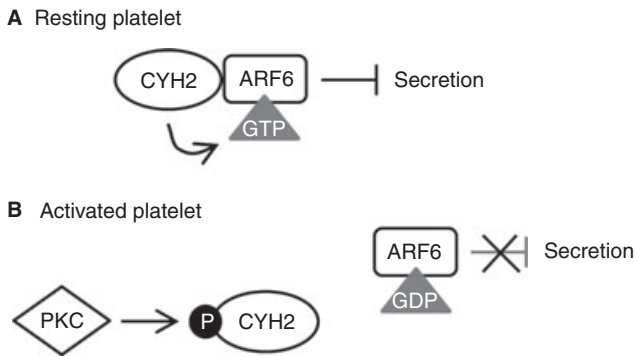 A Resting platelet
CYH2 ARF6 Secretion
GTP
B Activated platelet
ARF6 Secretion
GDP
PKC P CYH2